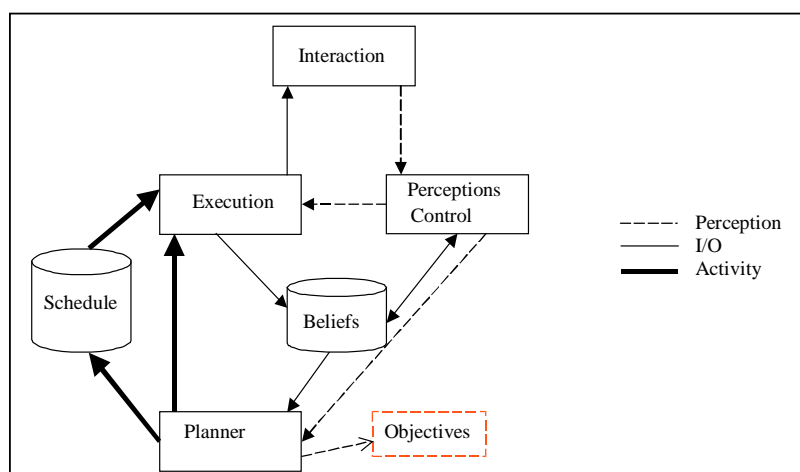 Interaction
Execution
Perceptions
Control
Perception
I/O
Activity
Schedule
Beliefs
Planner
Objectives